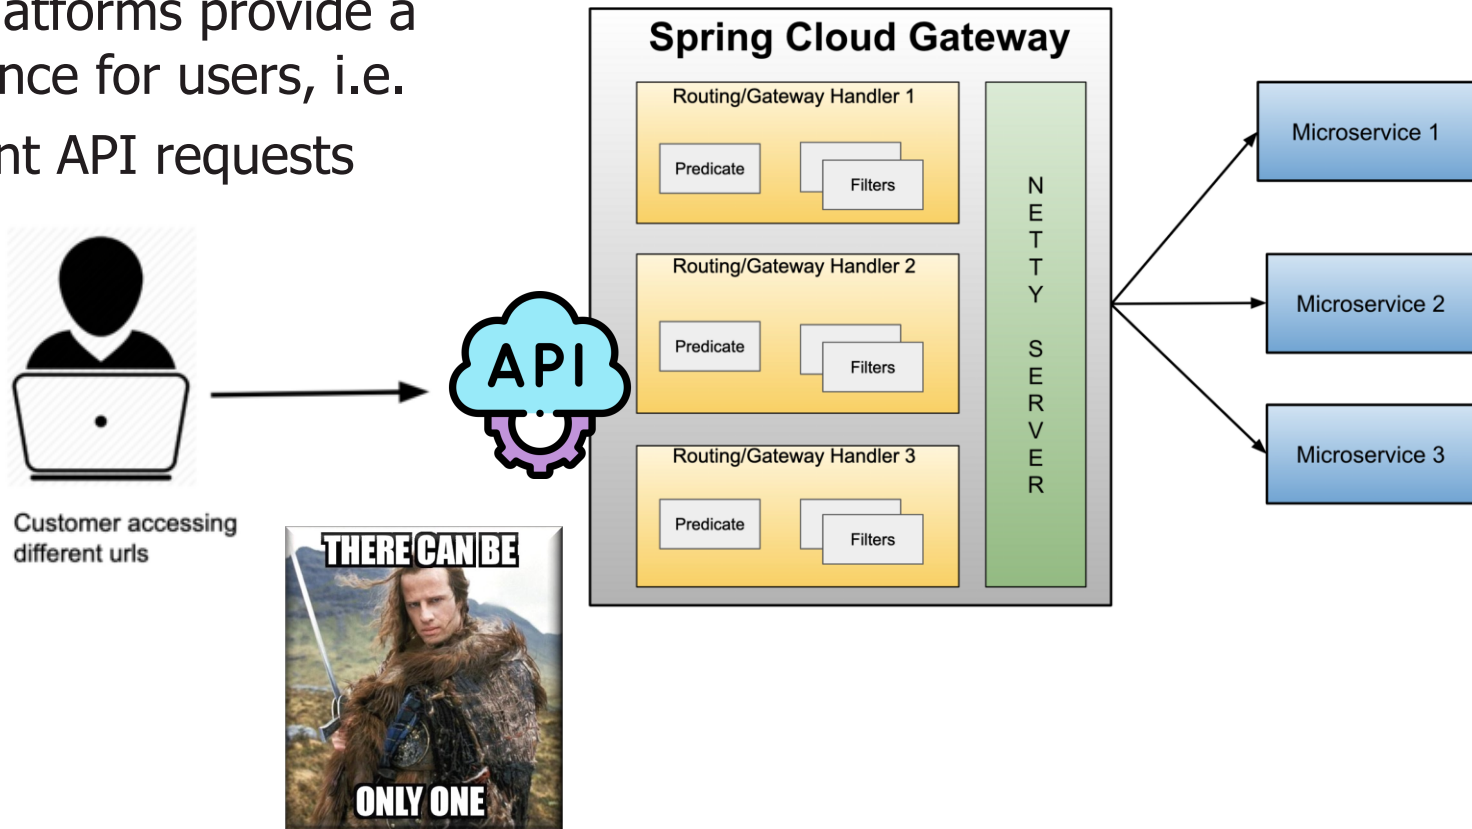 atforms provide a
nce for users, i.e.
nt API requests
Customer accessing
different urls
API
THERE CAN BE
ONLY ONE
Spring Cloud Gateway
Routing/Gateway Handler 1
Predicate
Filters
Routing/Gateway Handler 2
Predicate
Filters
Routing/Gateway Handler 3
Predicate
Filters
NETTY SERVER
Microservice 1
Microservice 2
Microservice 3